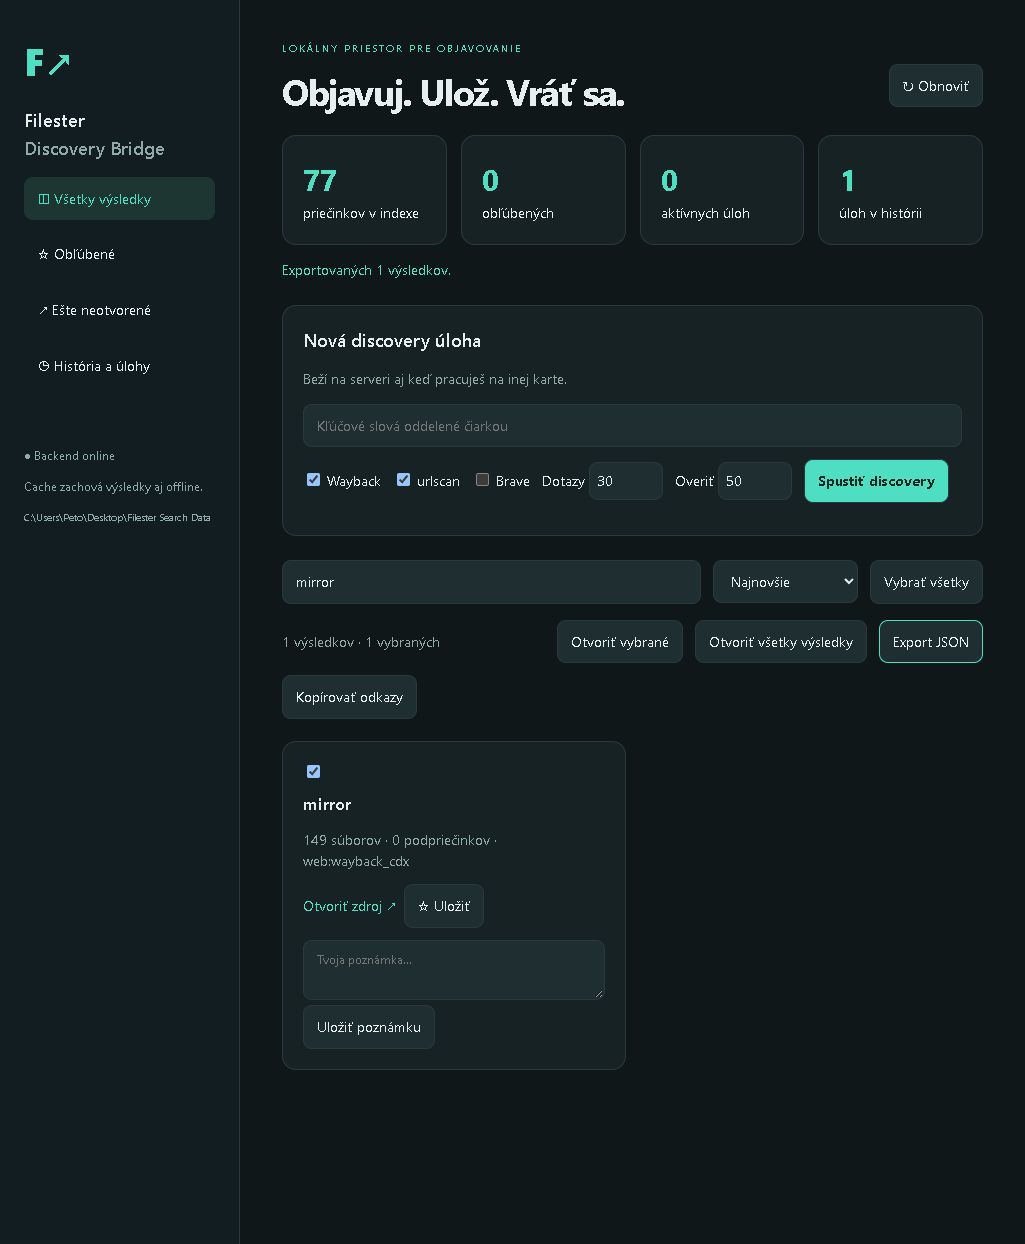 F↗
Filester
Discovery Bridge
◫ Všetky výsledky
☆ Obľúbené
↗ Ešte neotvorené
◷ História a úlohy
● Backend online
Cache zachová výsledky aj offline.
C:\Users\Peto\Desktop\Filester Search Data
LOKÁLNY PRIESTOR PRE OBJAVOVANIE
Objavuj. Ulož. Vráť sa.
↻ Obnoviť
77
priečinkov v indexe
0
obľúbených
0
aktívnych úloh
1
úloh v histórii
Exportovaných 1 výsledkov.
Nová discovery úloha
Beží na serveri aj keď pracuješ na inej karte.
Kľúčové slová oddelené čiarkou
Wayback urlscan Brave Dotazy 30 Overiť 50 Spustiť discovery
mirror Najnovšie Vybrať všetky
1 výsledkov · 1 vybraných Otvoriť vybrané Otvoriť všetky výsledky Export JSON
Kopírovať odkazy
mirror
149 súborov · 0 podpriečinkov ·
web:wayback_cdx
Otvoriť zdroj ↗ ☆ Uložiť
Tvoja poznámka...
Uložiť poznámku